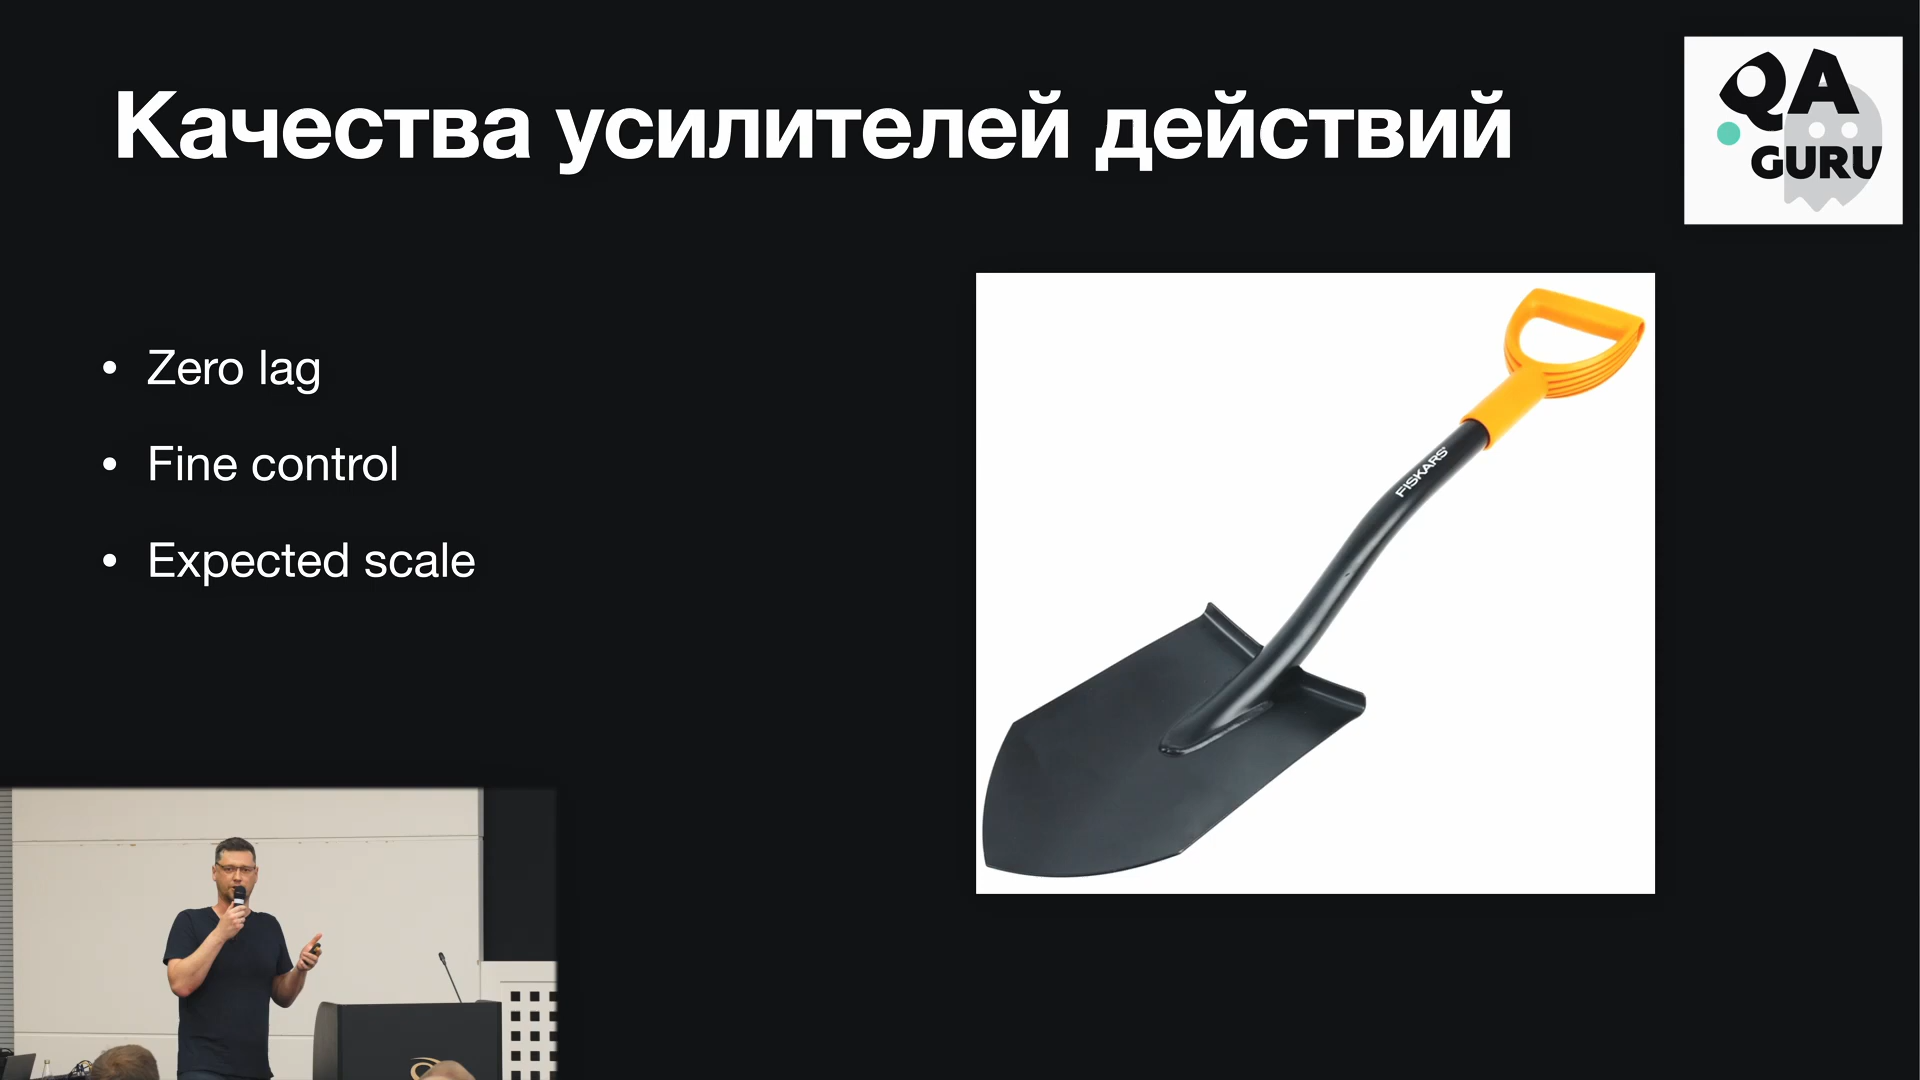 Качества усилителей действий
QA
GURU
• Zero lag
• Fine control
• Expected scale
FISKARS